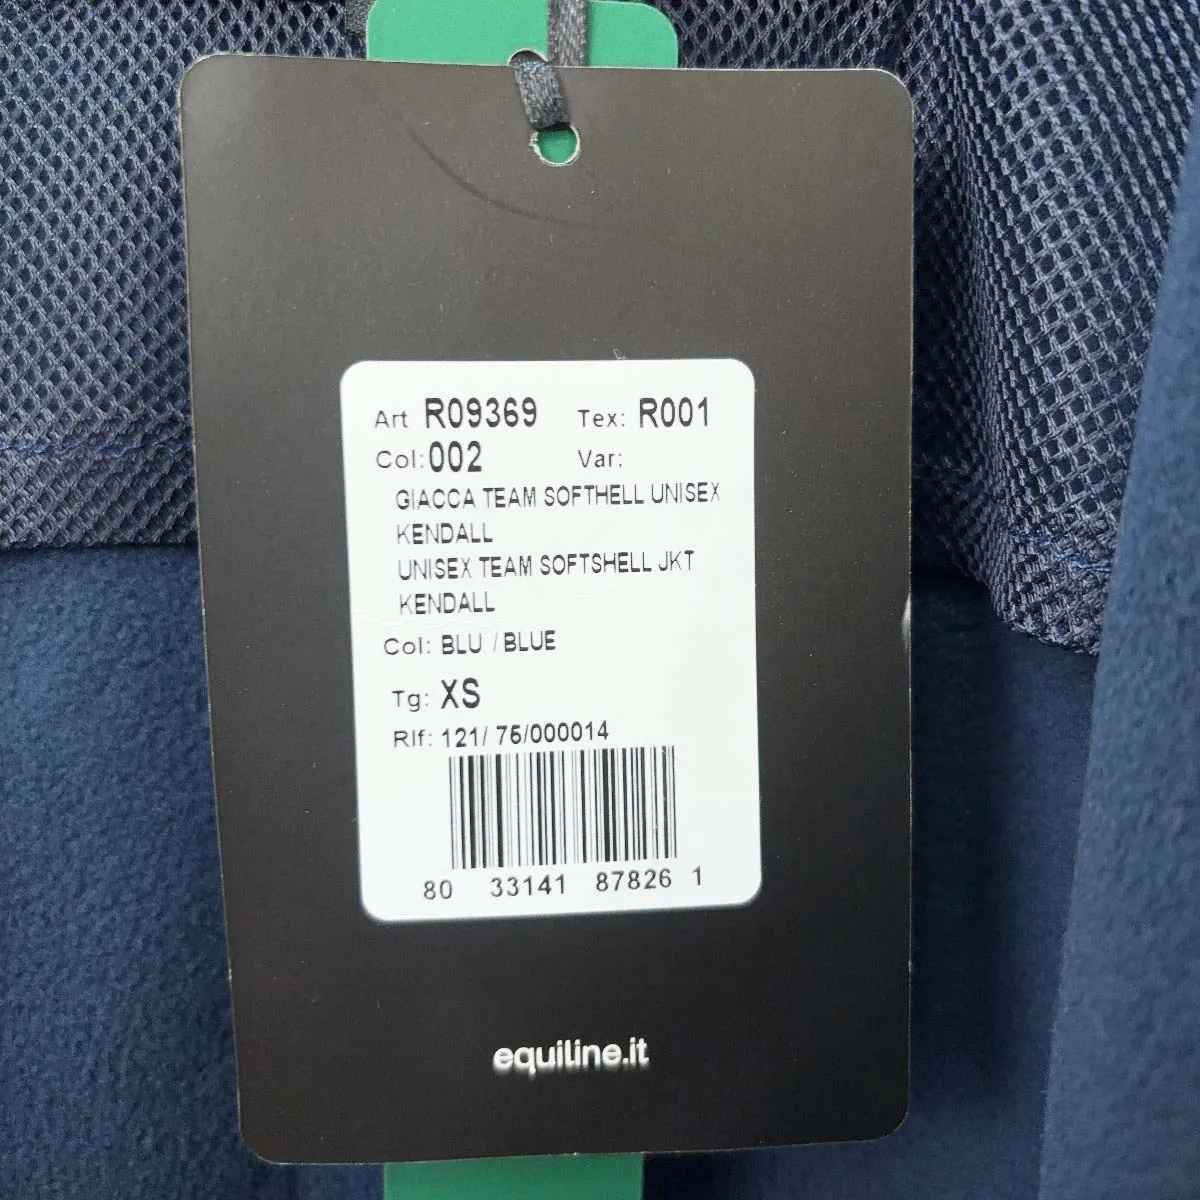 Art R09369 Tex: R001
Col:002 Var:
GIACCA TEAM SOFTHELL UNISEX
KENDALL
UNISEX TEAM SOFTSHELL JKT
KENDALL
Col: BLU / BLUE
Tg: XS
Rif: 121/ 75/000014
80 33141 87826 1
equiline.it